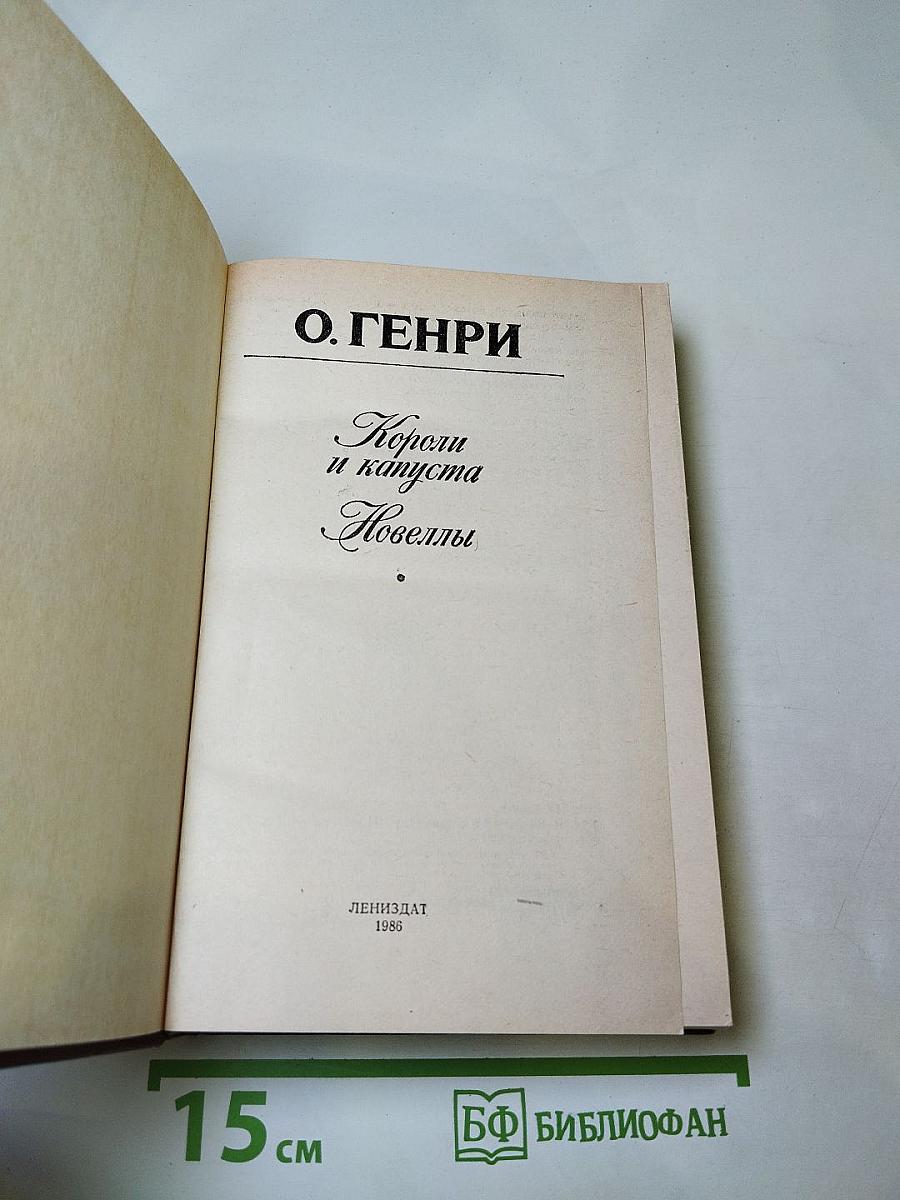 О. ГЕНРИ
Короли
и капуста
Новеллы
ЛЕНИЗДАТ
1986
15 см
БФ БИБЛИОФАН